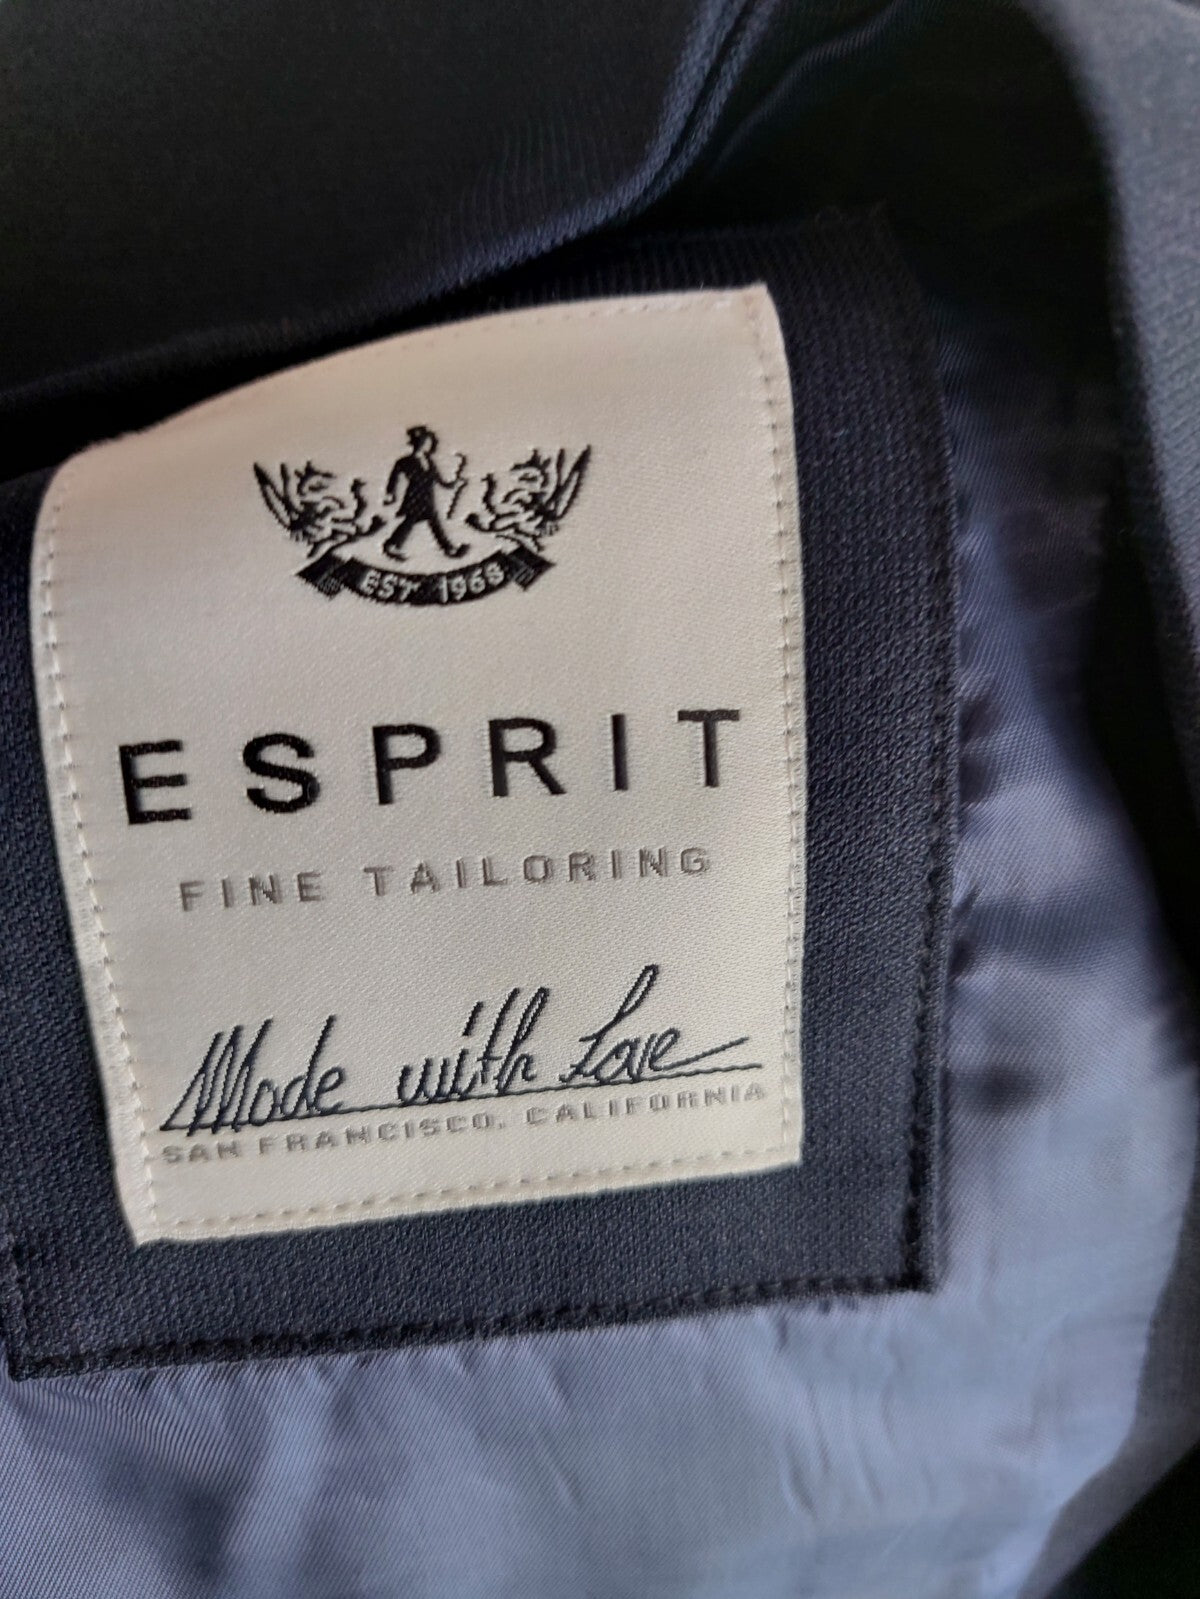 EST 1968
ESPRIT
FINE TAILORING
Made with Love
SAN FRANCISCO, CALIFORNIA